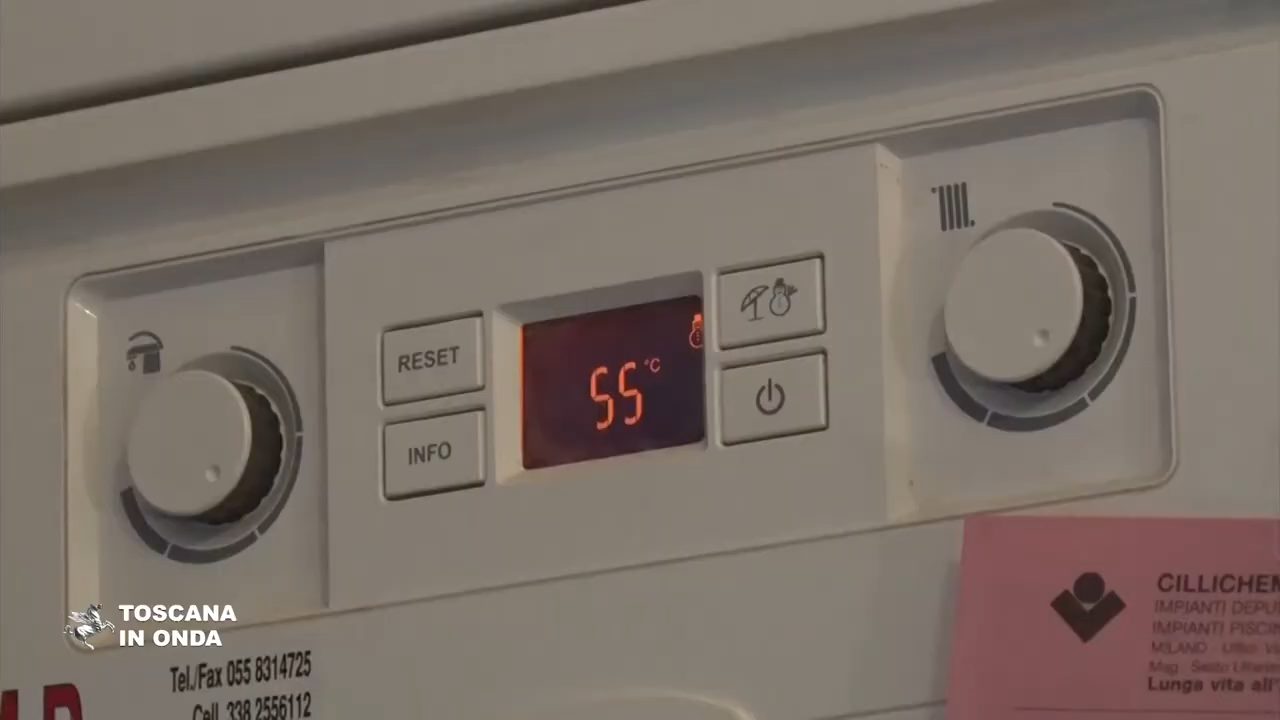 RESET
INFO
55 °C
TOSCANA
IN ONDA
Tel./Fax 055 8314725
Cell. 338 2556112
CILLICHEM
IMPIANTI DEPU
IMPIANTI PISCI
MILANO
Lunga vita all'